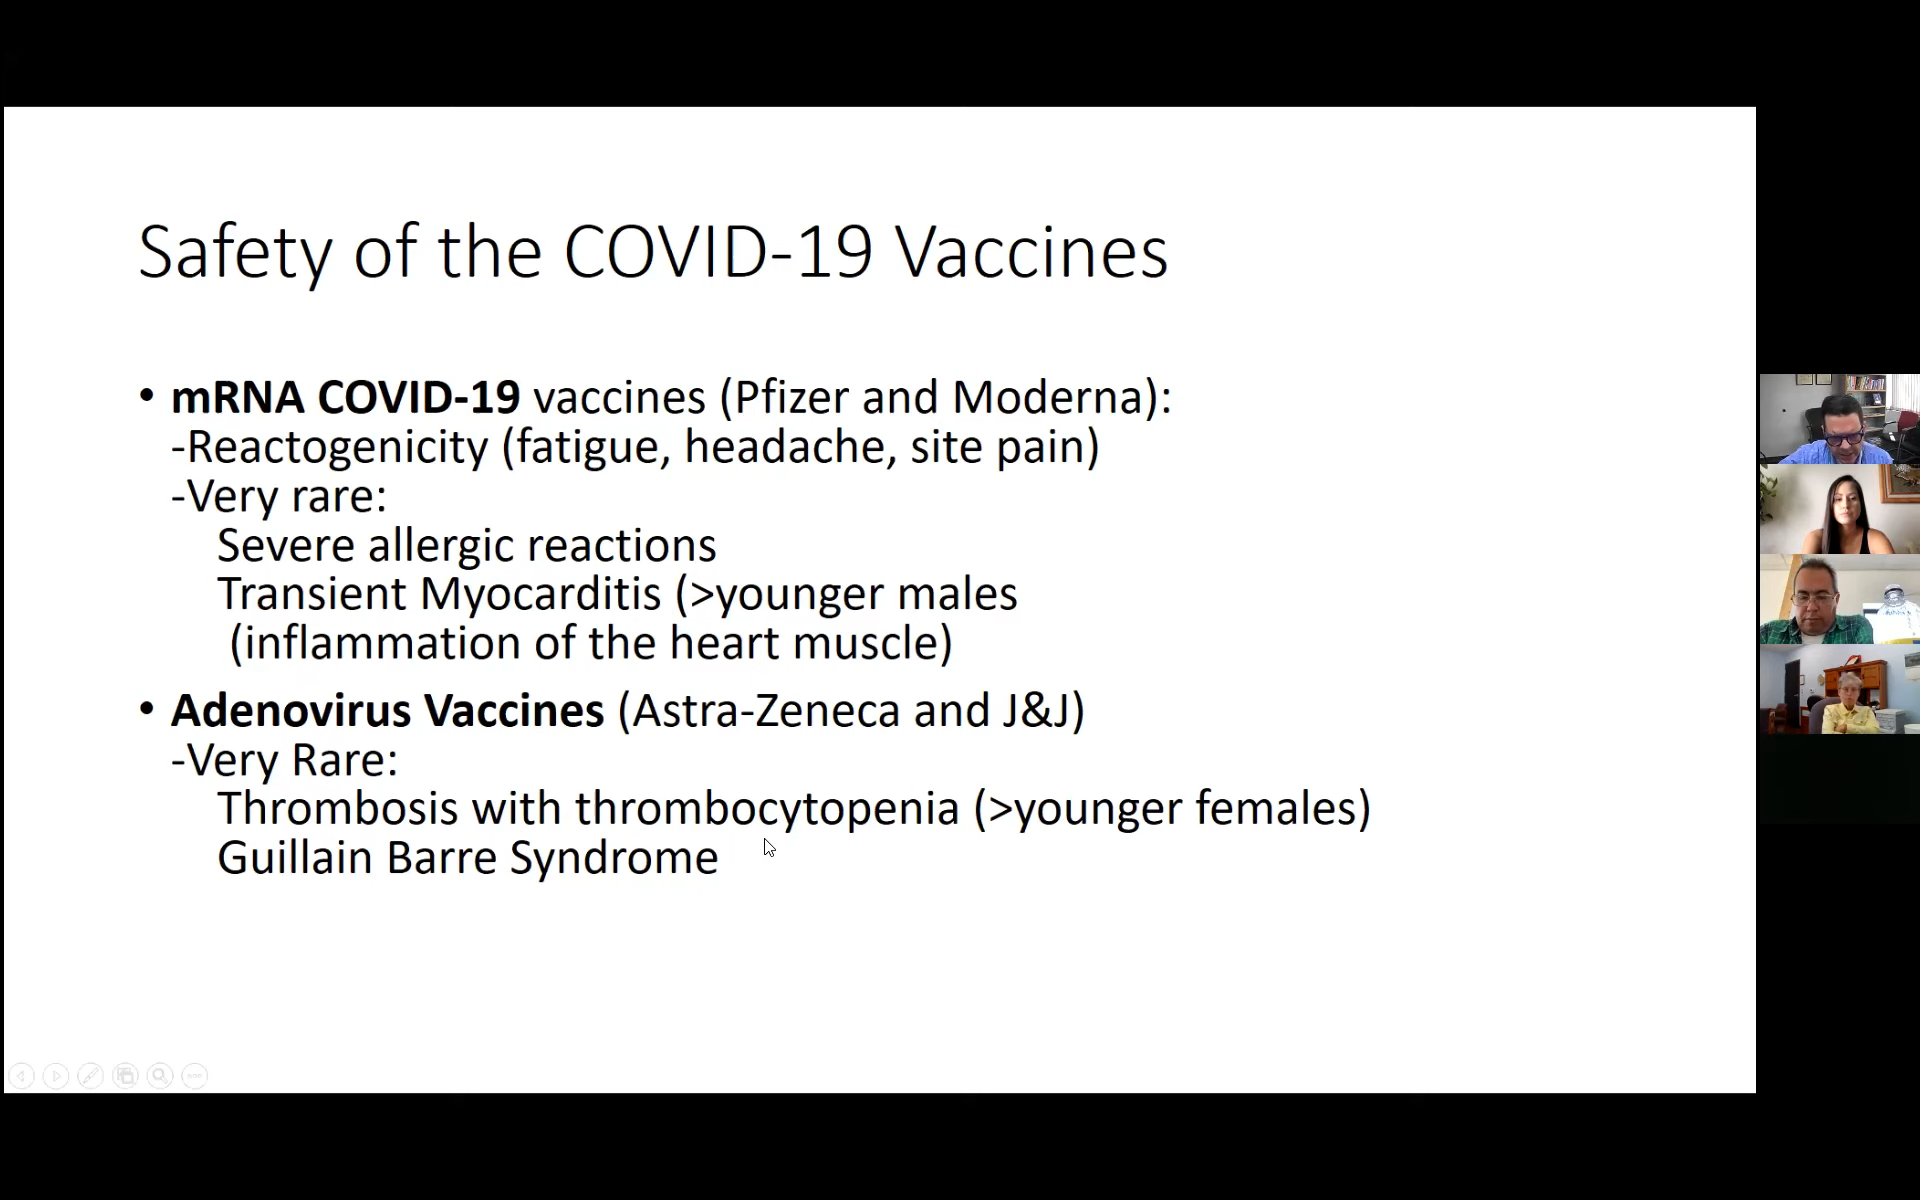 Safety of the COVID-19 Vaccines
• mRNA COVID-19 vaccines (Pfizer and Moderna):
-Reactogenicity (fatigue, headache, site pain)
-Very rare:
Severe allergic reactions
Transient Myocarditis (>younger males
(inflammation of the heart muscle)
• Adenovirus Vaccines (Astra-Zeneca and J&J)
-Very Rare:
Thrombosis with thrombocytopenia (>younger females)
Guillain Barre Syndrome